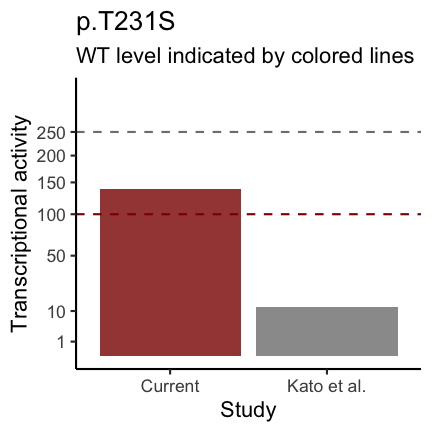 p.T231S
WT level indicated by colored lines
Transcriptional activity
250
200
150
100
50
10
1
Current
Kato et al.
Study